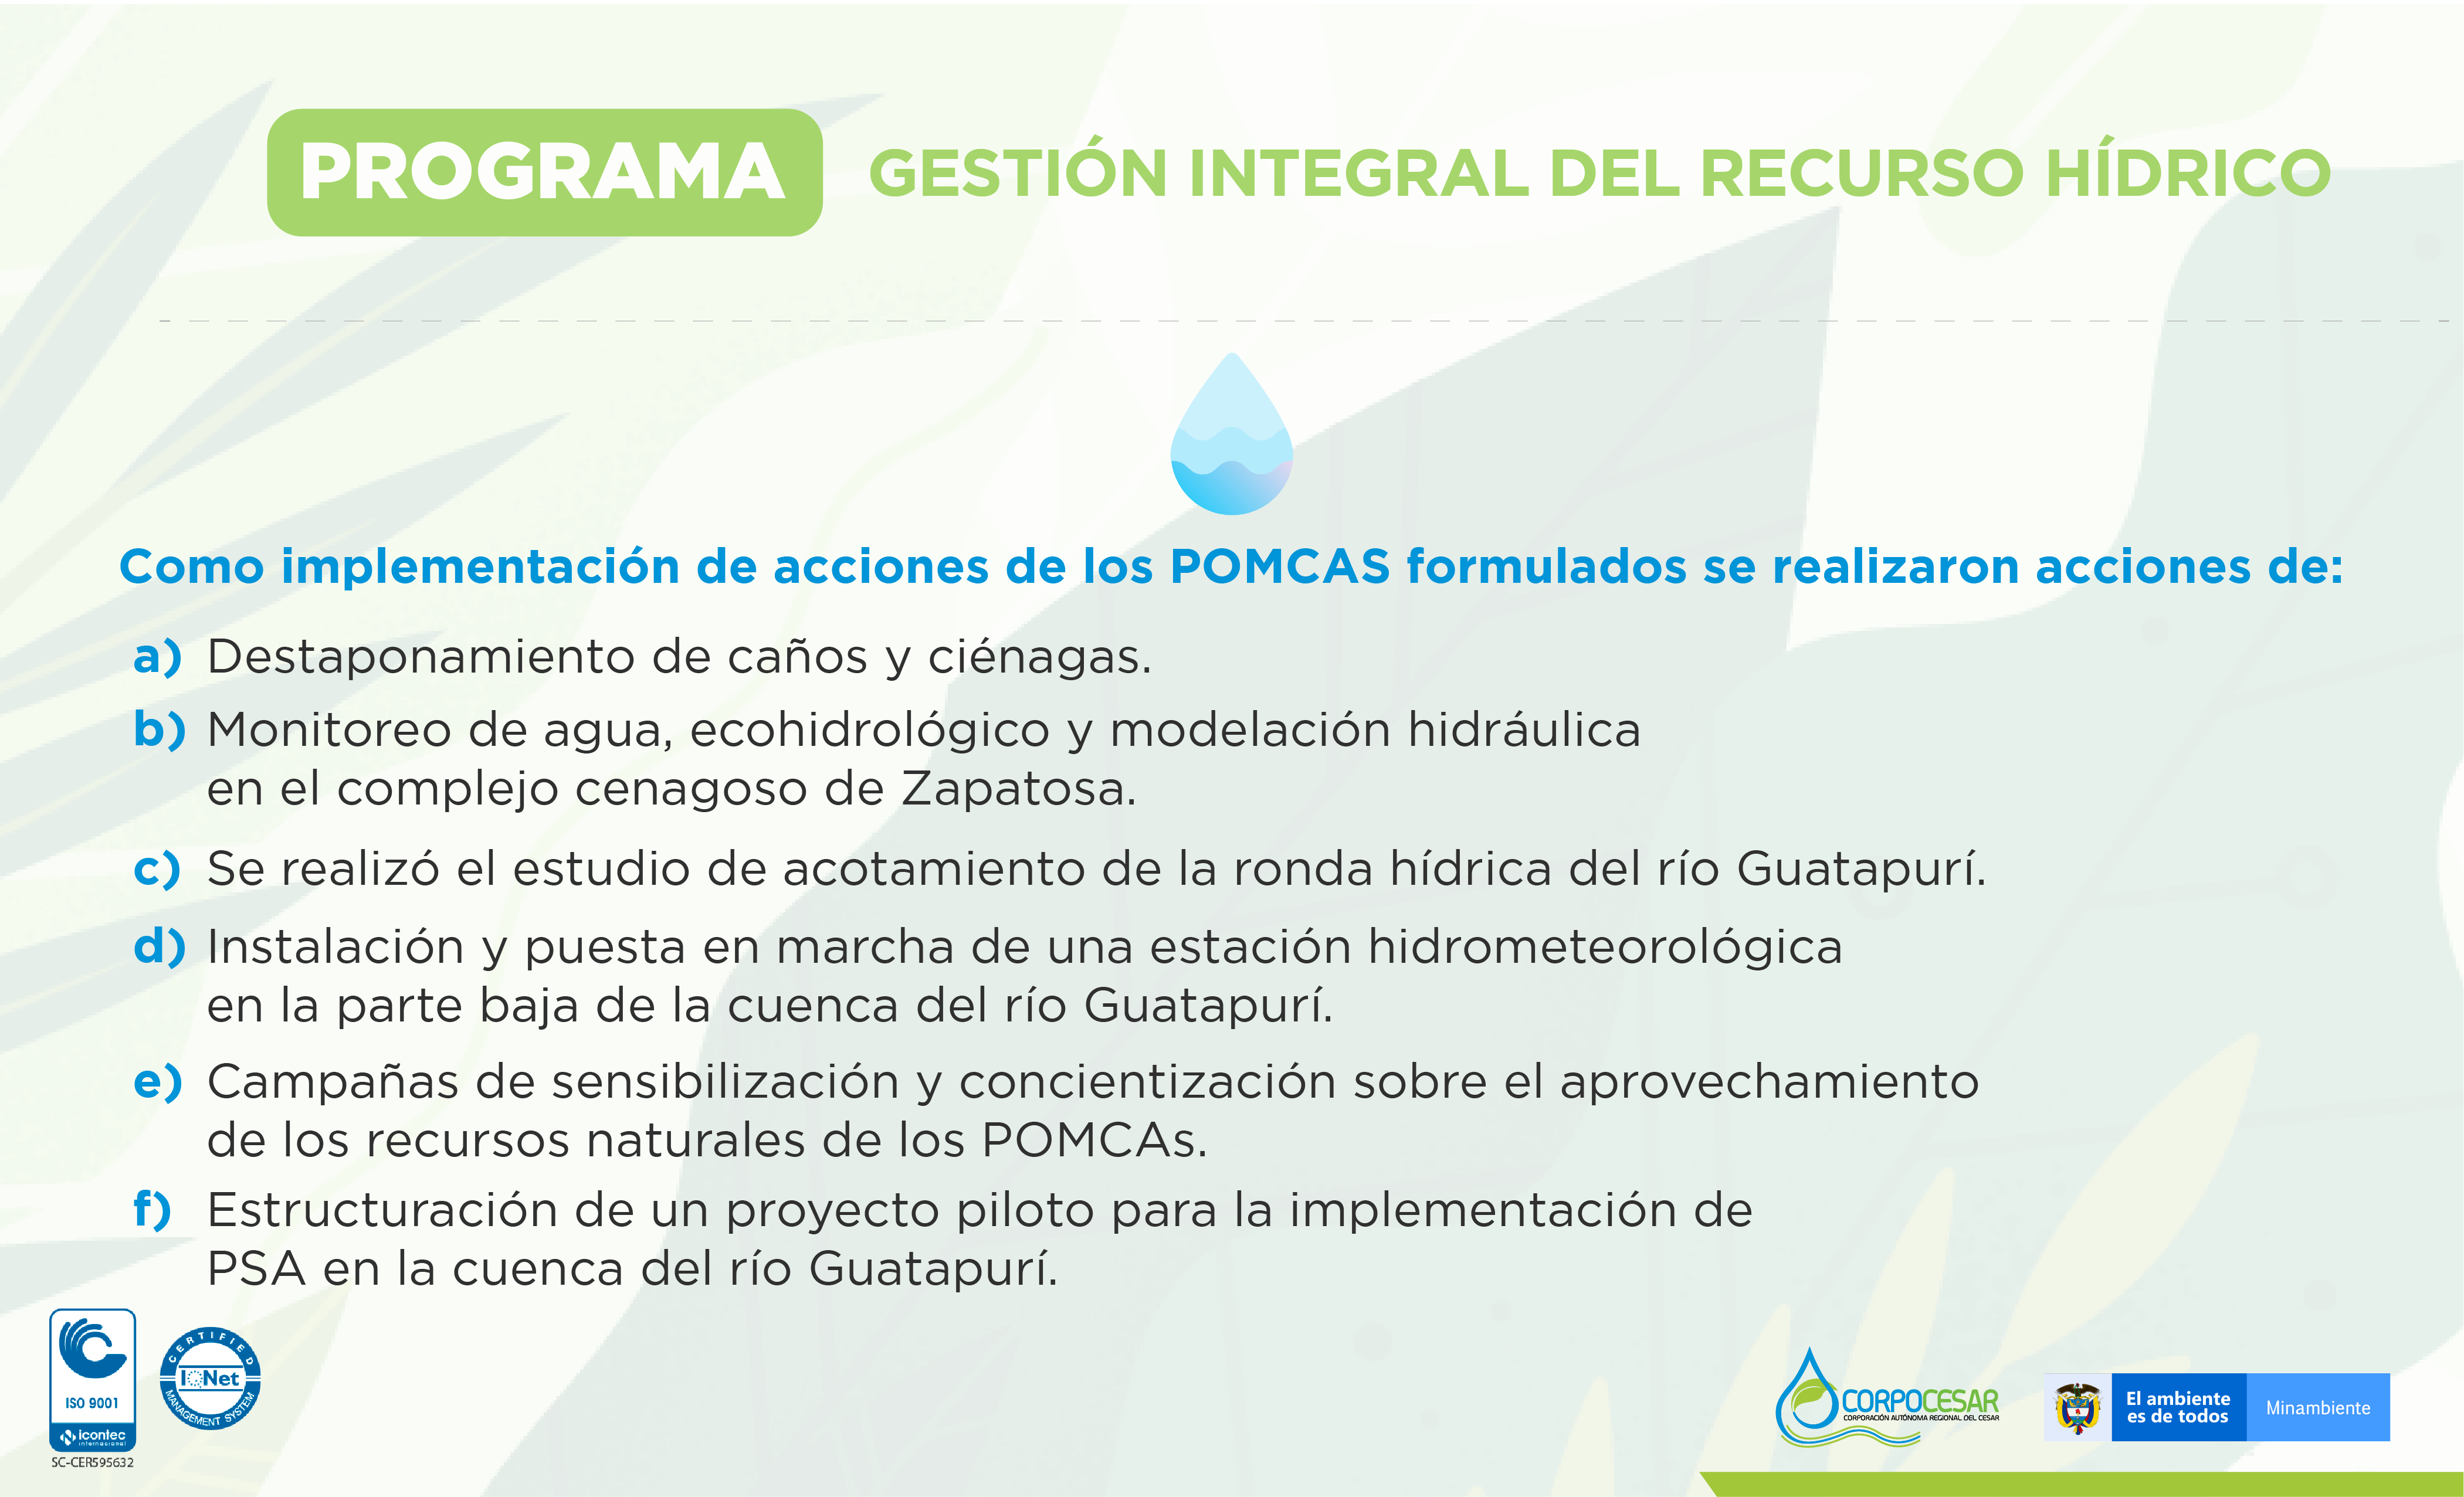 PROGRAMA GESTIÓN INTEGRAL DEL RECURSO HÍDRICO
Como implementación de acciones de los POMCAS formulados se realizaron acciones de:
a) Destaponamiento de caños y ciénagas.
b) Monitoreo de agua, ecohidrológico y modelación hidráulica
en el complejo cenagoso de Zapatosa.
c) Se realizó el estudio de acotamiento de la ronda hídrica del río Guatapurí.
d) Instalación y puesta en marcha de una estación hidrometeorológica
en la parte baja de la cuenca del río Guatapurí.
e) Campañas de sensibilización y concientización sobre el aprovechamiento
de los recursos naturales de los POMCAs.
f) Estructuración de un proyecto piloto para la implementación de
PSA en la cuenca del río Guatapurí.
ISO 9001
icontec
internacional
SC-CER595632
CERTIFIED
IQNet
MANAGEMENT SYSTEM
CORPOCESAR
CORPORACIÓN AUTÓNOMA REGIONAL DEL CESAR
El ambiente
es de todos
Minambiente